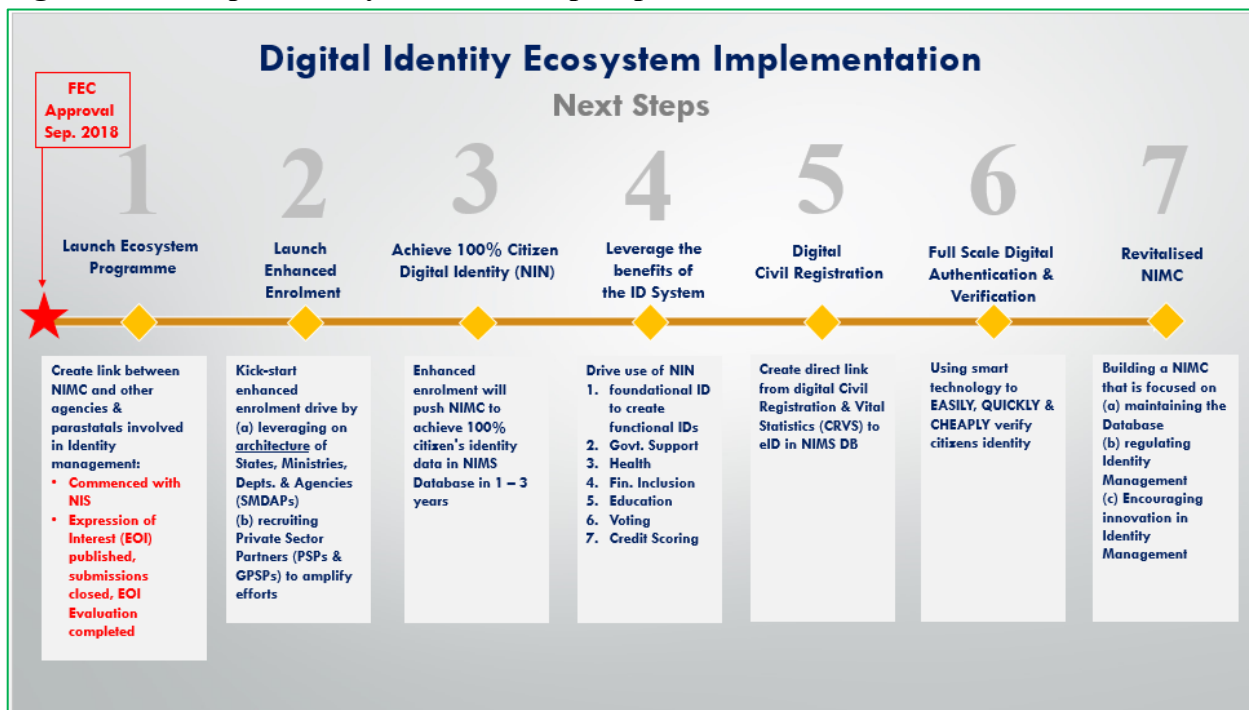 Digital Identity Ecosystem Implementation
Next Steps
FEC
Approval
Sep. 2018
1
Launch Ecosystem
Programme
Create link between
NIMC and other
agencies &
parastatals involved
in Identity
management:
• Commenced with
NIS
• Expression of
Interest (EOI)
published,
submissions
closed, EOI
Evaluation
completed
2
Launch
Enhanced
Enrolment
Kick-start
enhanced
enrolment drive by
(a) leveraging on
architecture of
States, Ministries,
Depts. & Agencies
(SMDAPs)
(b) recruiting
Private Sector
Partners (PSPs &
GPSPs) to amplify
efforts
3
Achieve 100% Citizen
Digital Identity (NIN)
Enhanced
enrolment will
push NIMC to
achieve 100%
citizen's identity
data in NIMS
Database in 1 – 3
years
4
Leverage the
benefits of
the ID System
Drive use of NIN
1. foundational ID
to create
functional IDs
2. Govt. Support
3. Health
4. Fin. Inclusion
5. Education
6. Voting
7. Credit Scoring
5
Digital
Civil Registration
Create direct link
from digital Civil
Registration & Vital
Statistics (CRVS) to
eID in NIMS DB
6
Full Scale Digital
Authentication &
Verification
Using smart
technology to
EASILY, QUICKLY &
CHEAPLY verify
citizens identity
7
Revitalised
NIMC
Building a NIMC
that is focused on
(a) maintaining the
Database
(b) regulating
Identity
Management
(c) Encouraging
innovation in
Identity
Management